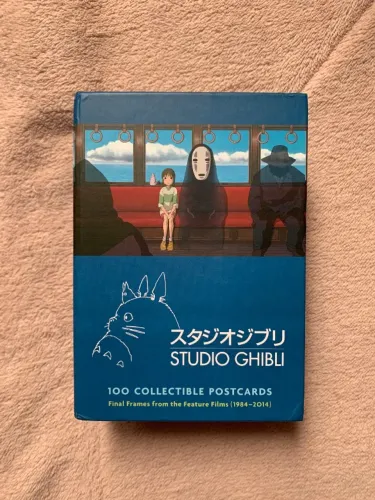 スタジオジブリ
STUDIO GHIBLI
100 COLLECTIBLE POSTCARDS
Final Frames from the Feature Films (1984–2014)